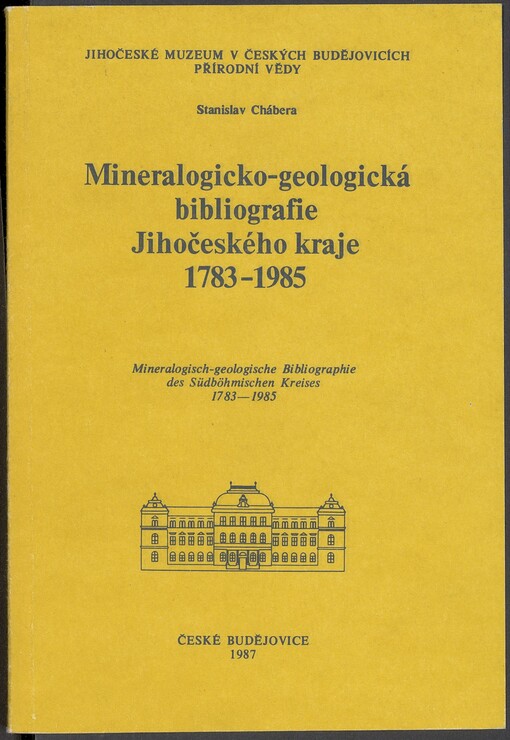 JIHOČESKÉ MUZEUM V ČESKÝCH BUDĚJOVICÍCH
PŘÍRODNÍ VĚDY
Stanislav Chábera
Mineralogicko-geologická
bibliografie
Jihočeského kraje
1783-1985
Mineralogisch-geologische Bibliographie
des Südböhmischen Kreises
1783—1985
ČESKÉ BUDĚJOVICE
1987